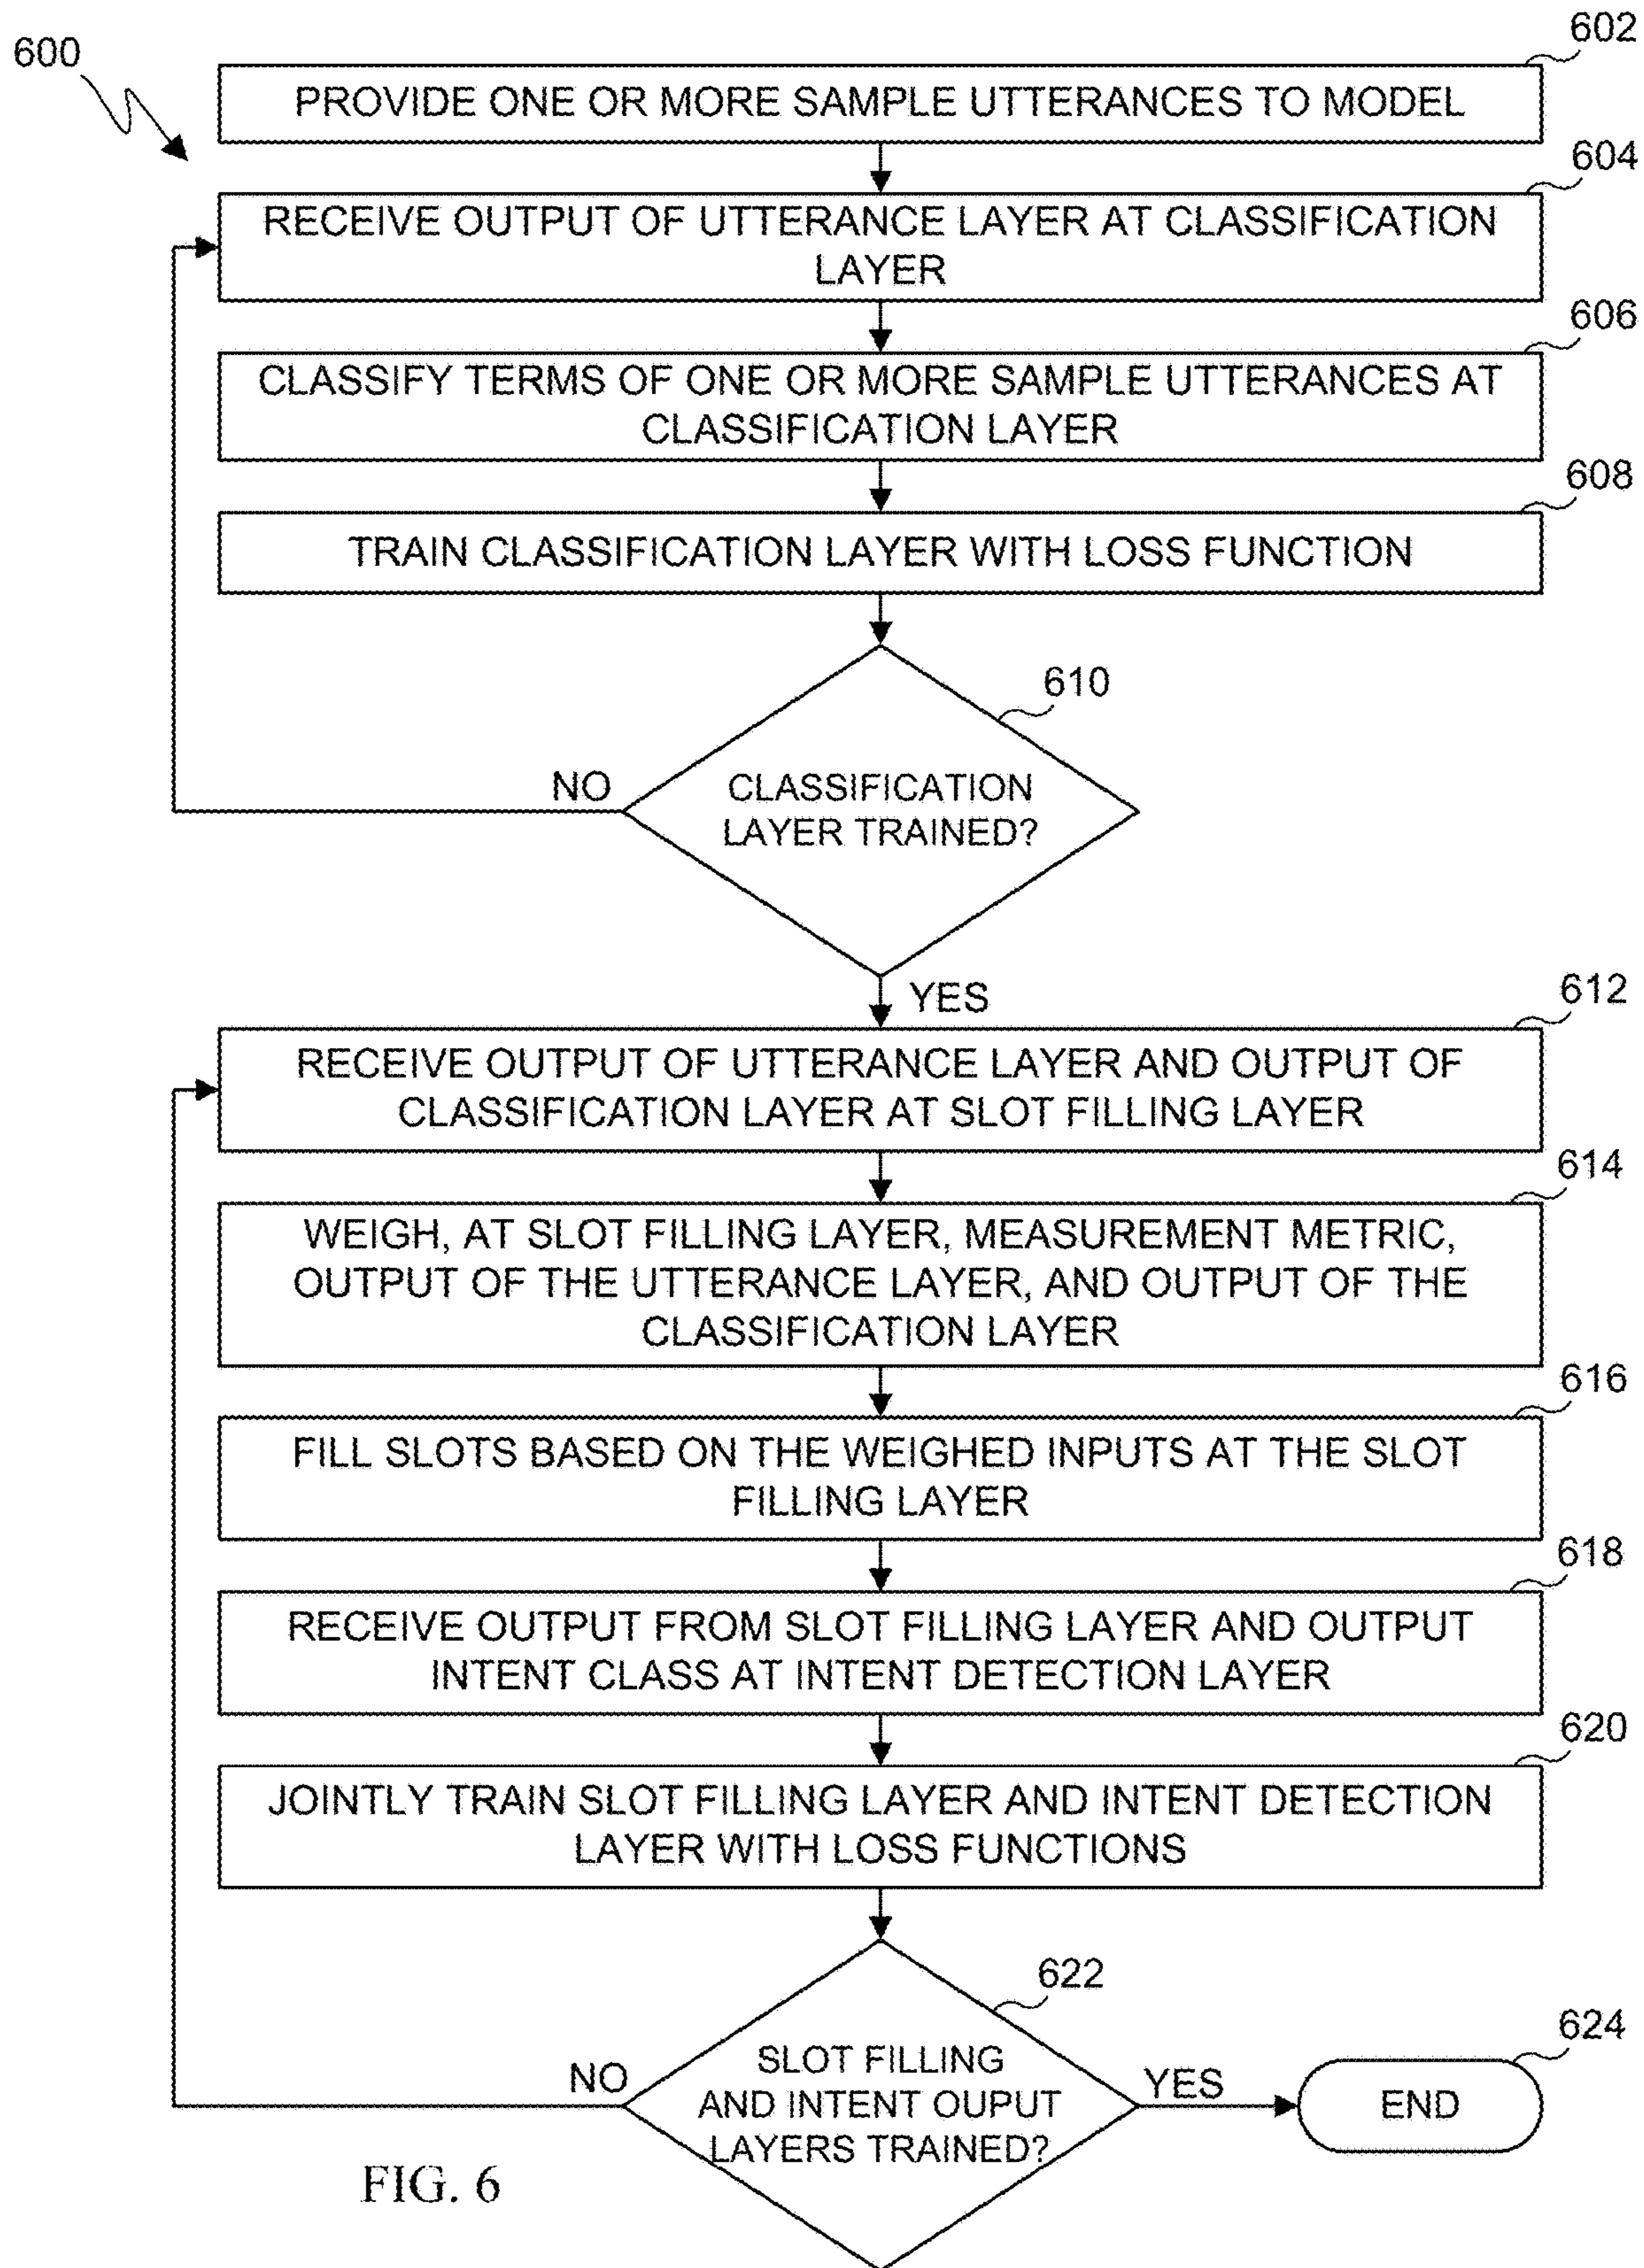 600
602
PROVIDE ONE OR MORE SAMPLE UTTERANCES TO MODEL
604
RECEIVE OUTPUT OF UTTERANCE LAYER AT CLASSIFICATION
LAYER
606
CLASSIFY TERMS OF ONE OR MORE SAMPLE UTTERANCES AT
CLASSIFICATION LAYER
608
TRAIN CLASSIFICATION LAYER WITH LOSS FUNCTION
610
NO
CLASSIFICATION
LAYER TRAINED?
YES
612
RECEIVE OUTPUT OF UTTERANCE LAYER AND OUTPUT OF
CLASSIFICATION LAYER AT SLOT FILLING LAYER
614
WEIGH, AT SLOT FILLING LAYER, MEASUREMENT METRIC,
OUTPUT OF THE UTTERANCE LAYER, AND OUTPUT OF THE
CLASSIFICATION LAYER
616
FILL SLOTS BASED ON THE WEIGHED INPUTS AT THE SLOT
FILLING LAYER
618
RECEIVE OUTPUT FROM SLOT FILLING LAYER AND OUTPUT
INTENT CLASS AT INTENT DETECTION LAYER
620
JOINTLY TRAIN SLOT FILLING LAYER AND INTENT DETECTION
LAYER WITH LOSS FUNCTIONS
622
NO
SLOT FILLING
AND INTENT OUPUT
LAYERS TRAINED?
YES
624
END
FIG. 6